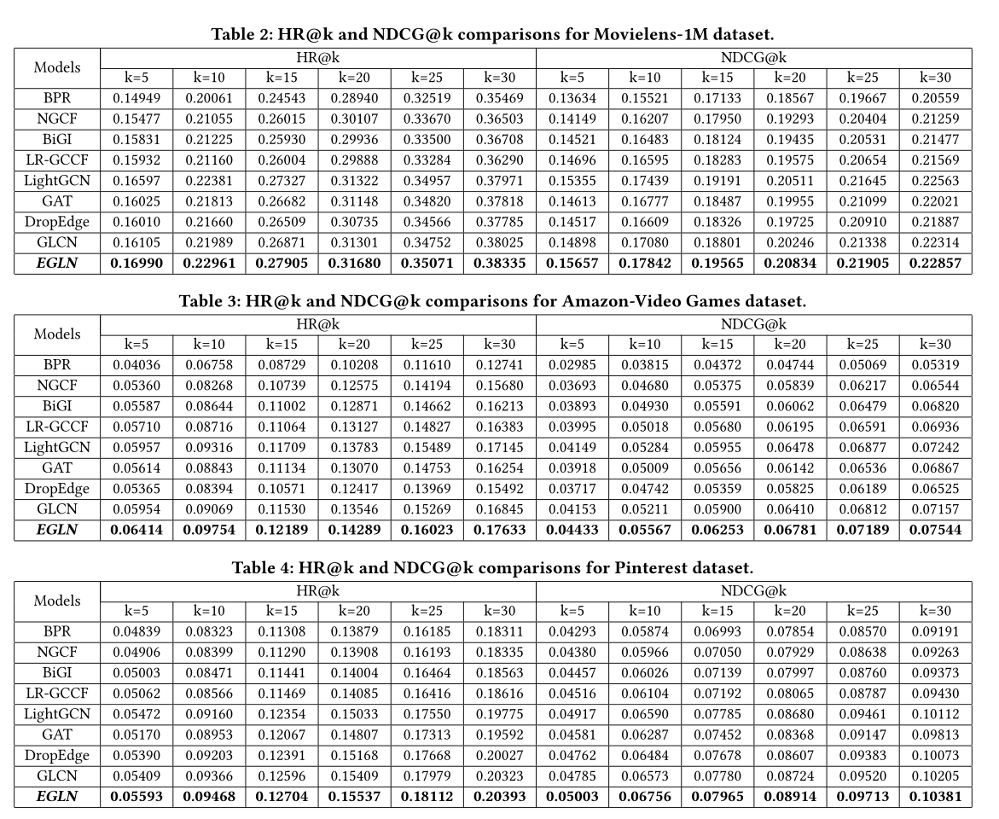 Table 2: HR@k and NDCG@k comparisons for Movielens-1M dataset.
Models HR@k NDCG@k
k=5 k=10 k=15 k=20 k=25 k=30 k=5 k=10 k=15 k=20 k=25 k=30
BPR 0.14949 0.20061 0.24543 0.28940 0.32519 0.35469 0.13634 0.15521 0.17133 0.18567 0.19667 0.20559
NGCF 0.15477 0.21055 0.26015 0.30107 0.33670 0.36503 0.14149 0.16207 0.17950 0.19293 0.20404 0.21259
BiGI 0.15831 0.21225 0.25930 0.29936 0.33500 0.36708 0.14521 0.16483 0.18124 0.19435 0.20531 0.21477
LR-GCCF 0.15932 0.21160 0.26004 0.29888 0.33284 0.36290 0.14696 0.16595 0.18283 0.19575 0.20654 0.21569
LightGCN 0.16597 0.22381 0.27327 0.31322 0.34957 0.37971 0.15355 0.17439 0.19191 0.20511 0.21645 0.22563
GAT 0.16025 0.21813 0.26682 0.31148 0.34820 0.37818 0.14613 0.16777 0.18487 0.19955 0.21099 0.22021
DropEdge 0.16010 0.21660 0.26509 0.30735 0.34566 0.37785 0.14517 0.16609 0.18326 0.19725 0.20910 0.21887
GLCN 0.16105 0.21989 0.26871 0.31301 0.34752 0.38025 0.14898 0.17080 0.18801 0.20246 0.21338 0.22314
EGLN 0.16990 0.22961 0.27905 0.31680 0.35071 0.38335 0.15657 0.17842 0.19565 0.20834 0.21905 0.22857
Table 3: HR@k and NDCG@k comparisons for Amazon-Video Games dataset.
Models HR@k NDCG@k
k=5 k=10 k=15 k=20 k=25 k=30 k=5 k=10 k=15 k=20 k=25 k=30
BPR 0.04036 0.06758 0.08729 0.10208 0.11610 0.12741 0.02985 0.03815 0.04372 0.04744 0.05069 0.05319
NGCF 0.05360 0.08268 0.10739 0.12575 0.14194 0.15680 0.03693 0.04680 0.05375 0.05839 0.06217 0.06544
BiGI 0.05587 0.08644 0.11002 0.12871 0.14662 0.16213 0.03893 0.04930 0.05591 0.06062 0.06479 0.06820
LR-GCCF 0.05710 0.08716 0.11064 0.13127 0.14827 0.16383 0.03995 0.05018 0.05680 0.06195 0.06591 0.06936
LightGCN 0.05957 0.09316 0.11709 0.13783 0.15489 0.17145 0.04149 0.05284 0.05955 0.06478 0.06877 0.07242
GAT 0.05614 0.08843 0.11134 0.13070 0.14753 0.16254 0.03918 0.05009 0.05656 0.06142 0.06536 0.06867
DropEdge 0.05365 0.08394 0.10571 0.12417 0.13969 0.15492 0.03717 0.04742 0.05359 0.05825 0.06189 0.06525
GLCN 0.05954 0.09069 0.11530 0.13546 0.15269 0.16845 0.04153 0.05211 0.05900 0.06410 0.06812 0.07157
EGLN 0.06414 0.09754 0.12189 0.14289 0.16023 0.17633 0.04433 0.05567 0.06253 0.06781 0.07189 0.07544
Table 4: HR@k and NDCG@k comparisons for Pinterest dataset.
Models HR@k NDCG@k
k=5 k=10 k=15 k=20 k=25 k=30 k=5 k=10 k=15 k=20 k=25 k=30
BPR 0.04839 0.08323 0.11308 0.13879 0.16185 0.18311 0.04293 0.05874 0.06993 0.07854 0.08570 0.09191
NGCF 0.04906 0.08399 0.11290 0.13908 0.16193 0.18335 0.04380 0.05966 0.07050 0.07929 0.08638 0.09263
BiGI 0.05003 0.08471 0.11441 0.14004 0.16464 0.18563 0.04457 0.06026 0.07139 0.07997 0.08760 0.09373
LR-GCCF 0.05062 0.08566 0.11469 0.14085 0.16416 0.18616 0.04516 0.06104 0.07192 0.08065 0.08787 0.09430
LightGCN 0.05472 0.09160 0.12354 0.15033 0.17550 0.19775 0.04917 0.06590 0.07785 0.08680 0.09461 0.10112
GAT 0.05170 0.08953 0.12067 0.14807 0.17313 0.19592 0.04581 0.06287 0.07452 0.08368 0.09147 0.09813
DropEdge 0.05390 0.09203 0.12391 0.15168 0.17668 0.20027 0.04762 0.06484 0.07678 0.08607 0.09383 0.10073
GLCN 0.05409 0.09366 0.12596 0.15409 0.17979 0.20323 0.04785 0.06573 0.07780 0.08724 0.09520 0.10205
EGLN 0.05593 0.09468 0.12704 0.15537 0.18112 0.20393 0.05003 0.06756 0.07965 0.08914 0.09713 0.10381